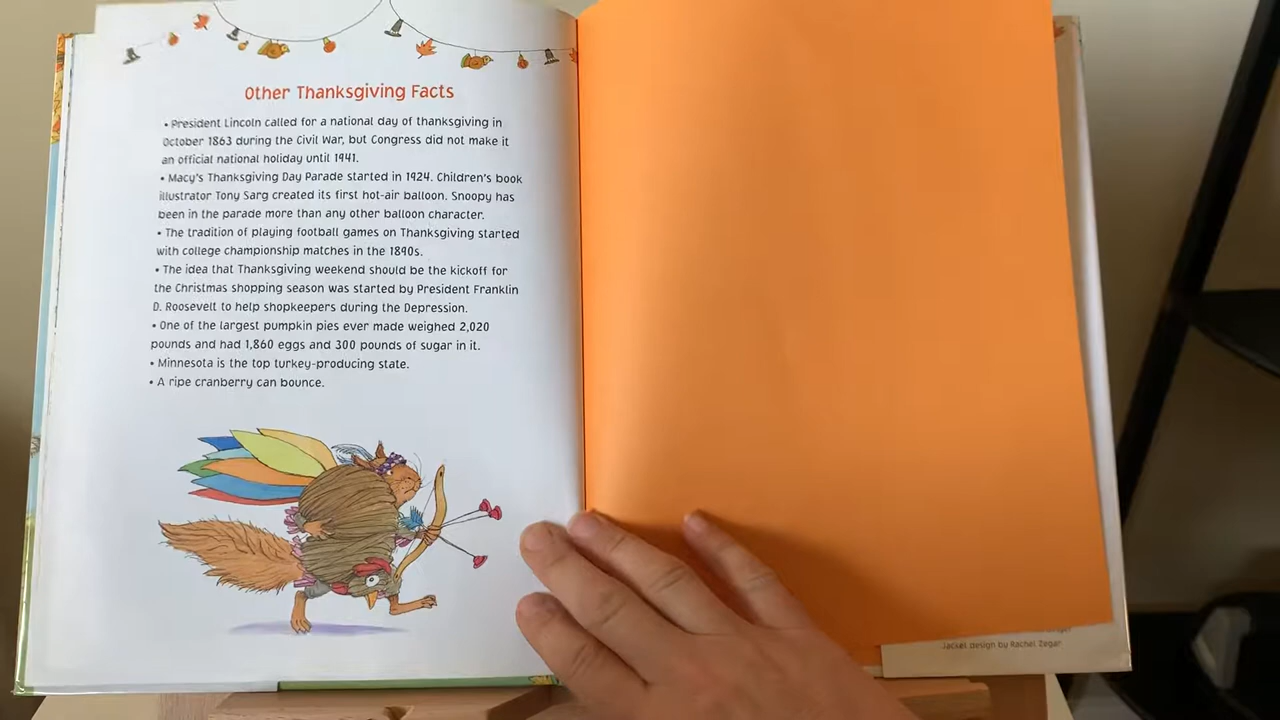 Other Thanksgiving Facts
• President Lincoln called for a national day of thanksgiving in
October 1863 during the Civil War, but Congress did not make it
an official national holiday until 1941.
• Macy's Thanksgiving Day Parade started in 1924. Children's book
illustrator Tony Sarg created its first hot-air balloon. Snoopy has
been in the parade more than any other balloon character.
• The tradition of playing football games on Thanksgiving started
with college championship matches in the 1890s.
• The idea that Thanksgiving weekend should be the kickoff for
the Christmas shopping season was started by President Franklin
D. Roosevelt to help shopkeepers during the Depression.
• One of the largest pumpkin pies ever made weighed 2,020
pounds and had 1,860 eggs and 300 pounds of sugar in it.
• Minnesota is the top turkey-producing state.
• A ripe cranberry can bounce.
Jacket design by Rachel Zegar